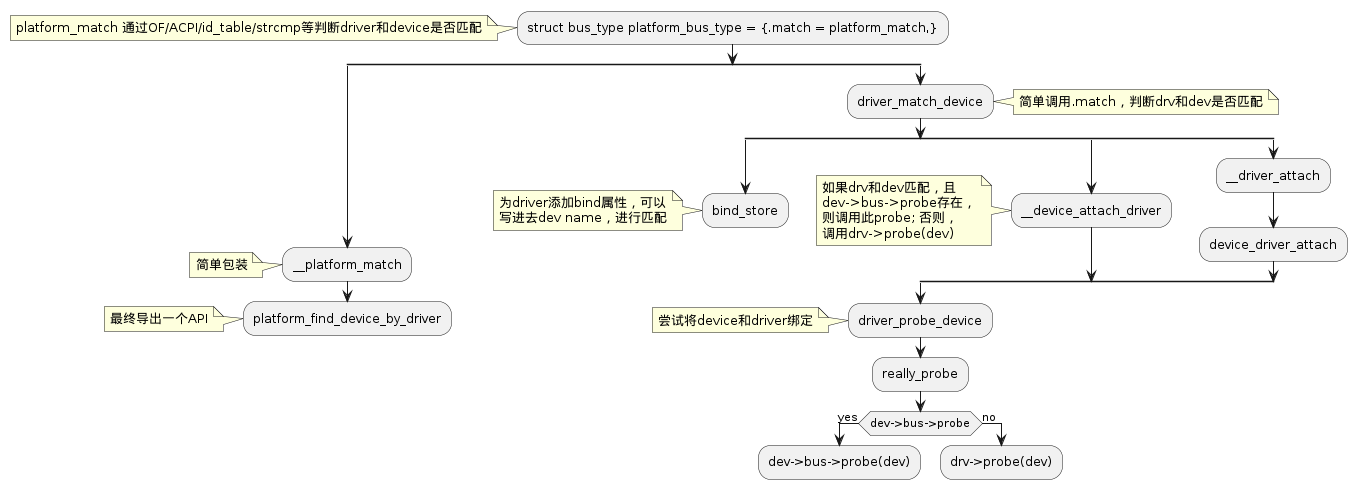 platform_match 通过OF/ACPI/id_table/strcmp等判断driver和device是否匹配
struct bus_type platform_bus_type = {.match = platform_match,}
driver_match_device
简单调用.match，判断drv和dev是否匹配
__driver_attach
为driver添加bind属性，可以
写进去dev name，进行匹配
bind_store
如果drv和dev匹配，且
dev->bus->probe存在，
则调用此probe; 否则，
调用drv->probe(dev)
__device_attach_driver
device_driver_attach
简单包装
__platform_match
最终导出一个API
platform_find_device_by_driver
尝试将device和driver绑定
driver_probe_device
really_probe
yes
dev->bus->probe
no
dev->bus->probe(dev)
drv->probe(dev)